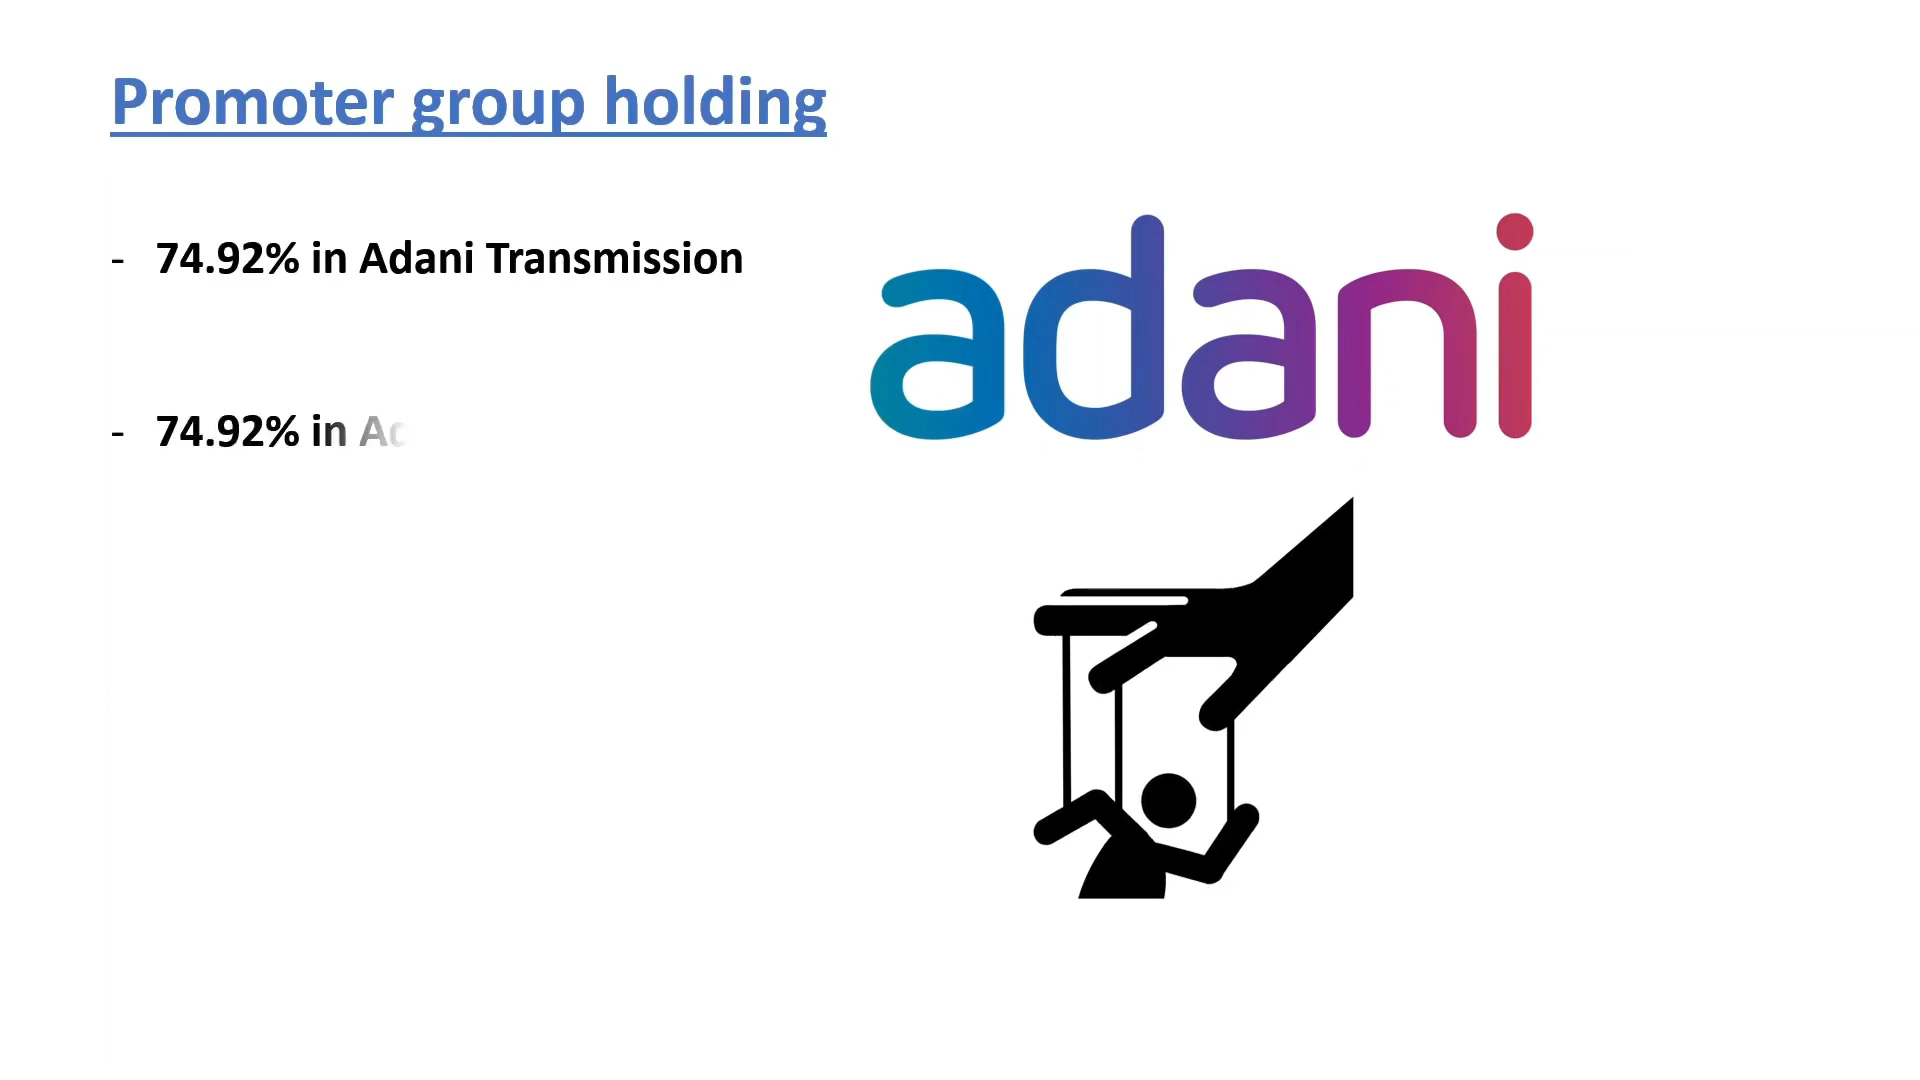 Promoter group holding
- 74.92% in Adani Transmission
adani
- 74.92% in